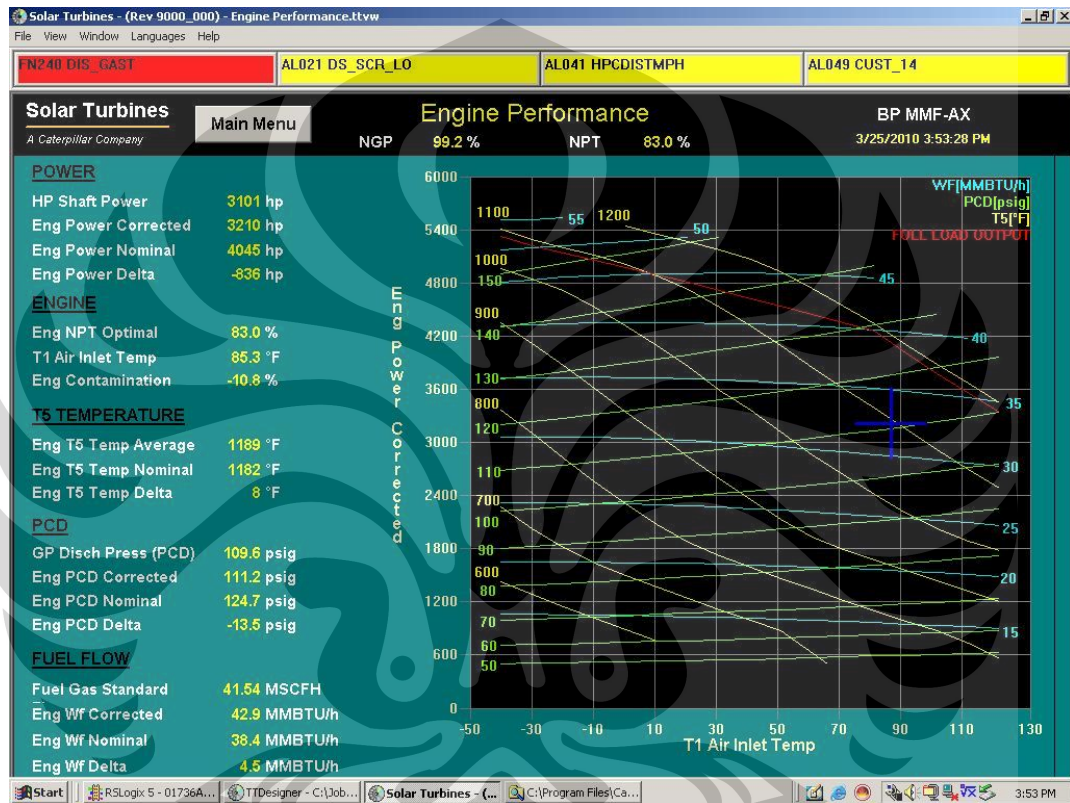 Solar Turbines - (Rev 9000_000) - Engine Performance.ttvw
File View Window Languages Help
FN240 DIS_GAST AL021 DS_SCR_LO AL041 HPCDISTMPH AL049 CUST_14
Solar Turbines
A Caterpillar Company
Main Menu
Engine Performance
NGP 99.2 % NPT 83.0 %
BP MMF-AX
3/25/2010 3:53:28 PM
POWER
HP Shaft Power 3101 hp
Eng Power Corrected 3210 hp
Eng Power Nominal 4045 hp
Eng Power Delta -836 hp
ENGINE
Eng NPT Optimal 83.0 %
T1 Air Inlet Temp 85.3 °F
Eng Contamination -10.8 %
T5 TEMPERATURE
Eng T5 Temp Average 1189 °F
Eng T5 Temp Nominal 1182 °F
Eng T5 Temp Delta 8 °F
PCD
GP Disch Press (PCD) 109.6 psig
Eng PCD Corrected 111.2 psig
Eng PCD Nominal 124.7 psig
Eng PCD Delta -13.5 psig
FUEL FLOW
Fuel Gas Standard 41.54 MSCFH
Eng Wf Corrected 42.9 MMBTU/h
Eng Wf Nominal 38.4 MMBTU/h
Eng Wf Delta 4.5 MMBTU/h
Eng Power Corrected
6000
5400
4800
4200
3600
3000
2400
1800
1200
600
0
WF[MMBTU/h]
PCD[psig]
T5[°F]
FULL LOAD OUTPUT
1100 55 1200
50
1000
150 45
900
140 40
130
800 35
120
110 30
700
100 25
90
600 20
80
70 15
60
50
-50 -30 -10 10 30 50 70 90 110 130
T1 Air Inlet Temp
Start RSLogix 5 - 01736A... TTDesigner - C:\Job... Solar Turbines - (... C:\Program Files\Ca... 3:53 PM